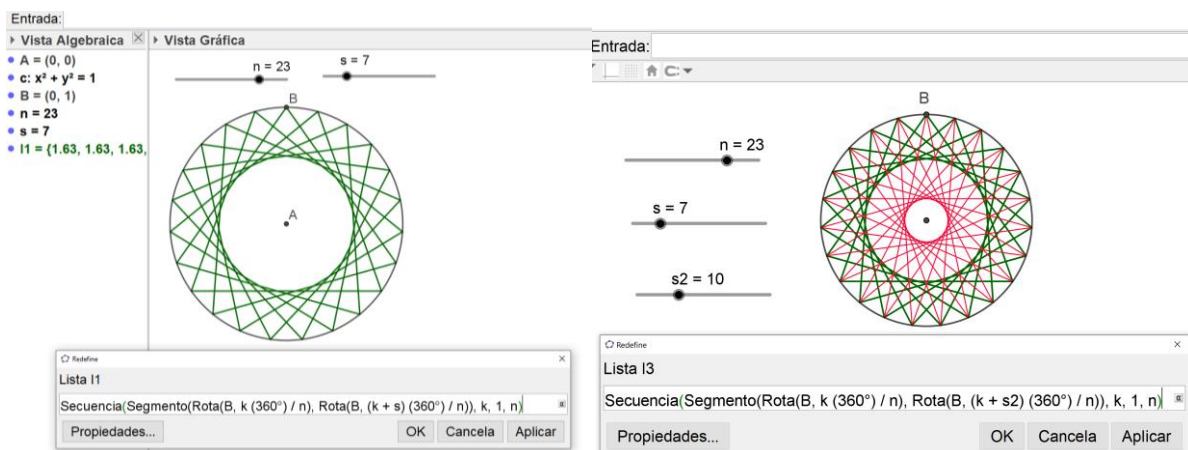 Entrada:
Vista Algebraica
Vista Gráfica
A = (0, 0)
c: x² + y² = 1
B = (0, 1)
n = 23
s = 7
l1 = {1.63, 1.63, 1.63,
n = 23
s = 7
B
A
Redefine
Lista l1
Secuencia(Segmento(Rota(B, k (360°) / n), Rota(B, (k + s) (360°) / n)), k, 1, n)
α
Propiedades...
OK
Cancela
Aplicar
Entrada:
B
n = 23
s = 7
s2 = 10
Redefine
Lista l3
Secuencia(Segmento(Rota(B, k (360°) / n), Rota(B, (k + s2) (360°) / n)), k, 1, n)
α
Propiedades...
OK
Cancela
Aplicar